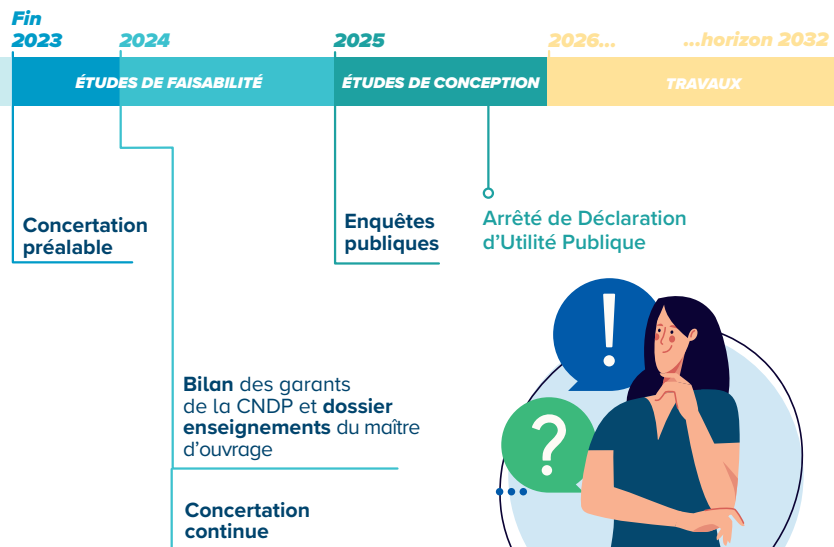 Fin
2023
2024
2025
2026...
...horizon 2032
ÉTUDES DE FAISABILITÉ
ÉTUDES DE CONCEPTION
TRAVAUX
Concertation
préalable
Enquêtes
publiques
Arrêté de Déclaration
d'Utilité Publique
Bilan des garants
de la CNDP et dossier
enseignements du maître
d'ouvrage
Concertation
continue
!
?